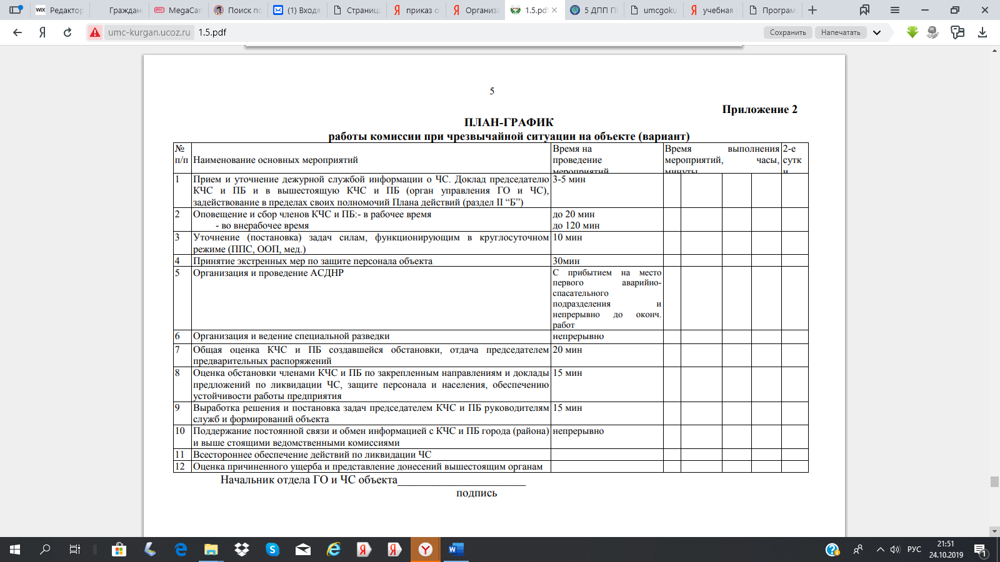 Редактор
Граждан
MegaCan
Поиск по
(1) Входя
Страница
приказ о
Организа
1.5.pdf
5 ДПП П
umcgoku
учебная
Програм
umc-kurgan.ucoz.ru 1.5.pdf
Сохранить
Напечатать
5
Приложение 2
ПЛАН-ГРАФИК
работы комиссии при чрезвычайной ситуации на объекте (вариант)
№
п/п
Наименование основных мероприятий
Время на
проведение
мероприятий
Время выполнения
мероприятий, часы,
минуты
2-е
сутк
и
1
Прием и уточнение дежурной службой информации о ЧС. Доклад председателю
КЧС и ПБ и в вышестоящую КЧС и ПБ (орган управления ГО и ЧС),
задействование в пределах своих полномочий Плана действий (раздел II “Б”)
3-5 мин
2
Оповещение и сбор членов КЧС и ПБ:- в рабочее время
- во внерабочее время
до 20 мин
до 120 мин
3
Уточнение (постановка) задач силам, функционирующим в круглосуточном
режиме (ППС, ООП, мед.)
10 мин
4
Принятие экстренных мер по защите персонала объекта
30мин
5
Организация и проведение АСДНР
С прибытием на место
первого аварийно-
спасательного
подразделения и
непрерывно до оконч.
работ
6
Организация и ведение специальной разведки
непрерывно
7
Общая оценка КЧС и ПБ создавшейся обстановки, отдача председателем
предварительных распоряжений
20 мин
8
Оценка обстановки членами КЧС и ПБ по закрепленным направлениям и доклады
предложений по ликвидации ЧС, защите персонала и населения, обеспечению
устойчивости работы предприятия
15 мин
9
Выработка решения и постановка задач председателем КЧС и ПБ руководителям
служб и формирований объекта
15 мин
10
Поддержание постоянной связи и обмен информацией с КЧС и ПБ города (района)
и выше стоящими ведомственными комиссиями
непрерывно
11
Всестороннее обеспечение действий по ликвидации ЧС
12
Оценка причиненного ущерба и представление донесений вышестоящим органам
Начальник отдела ГО и ЧС объекта
подпись
РУС
21:51
24.10.2019
1